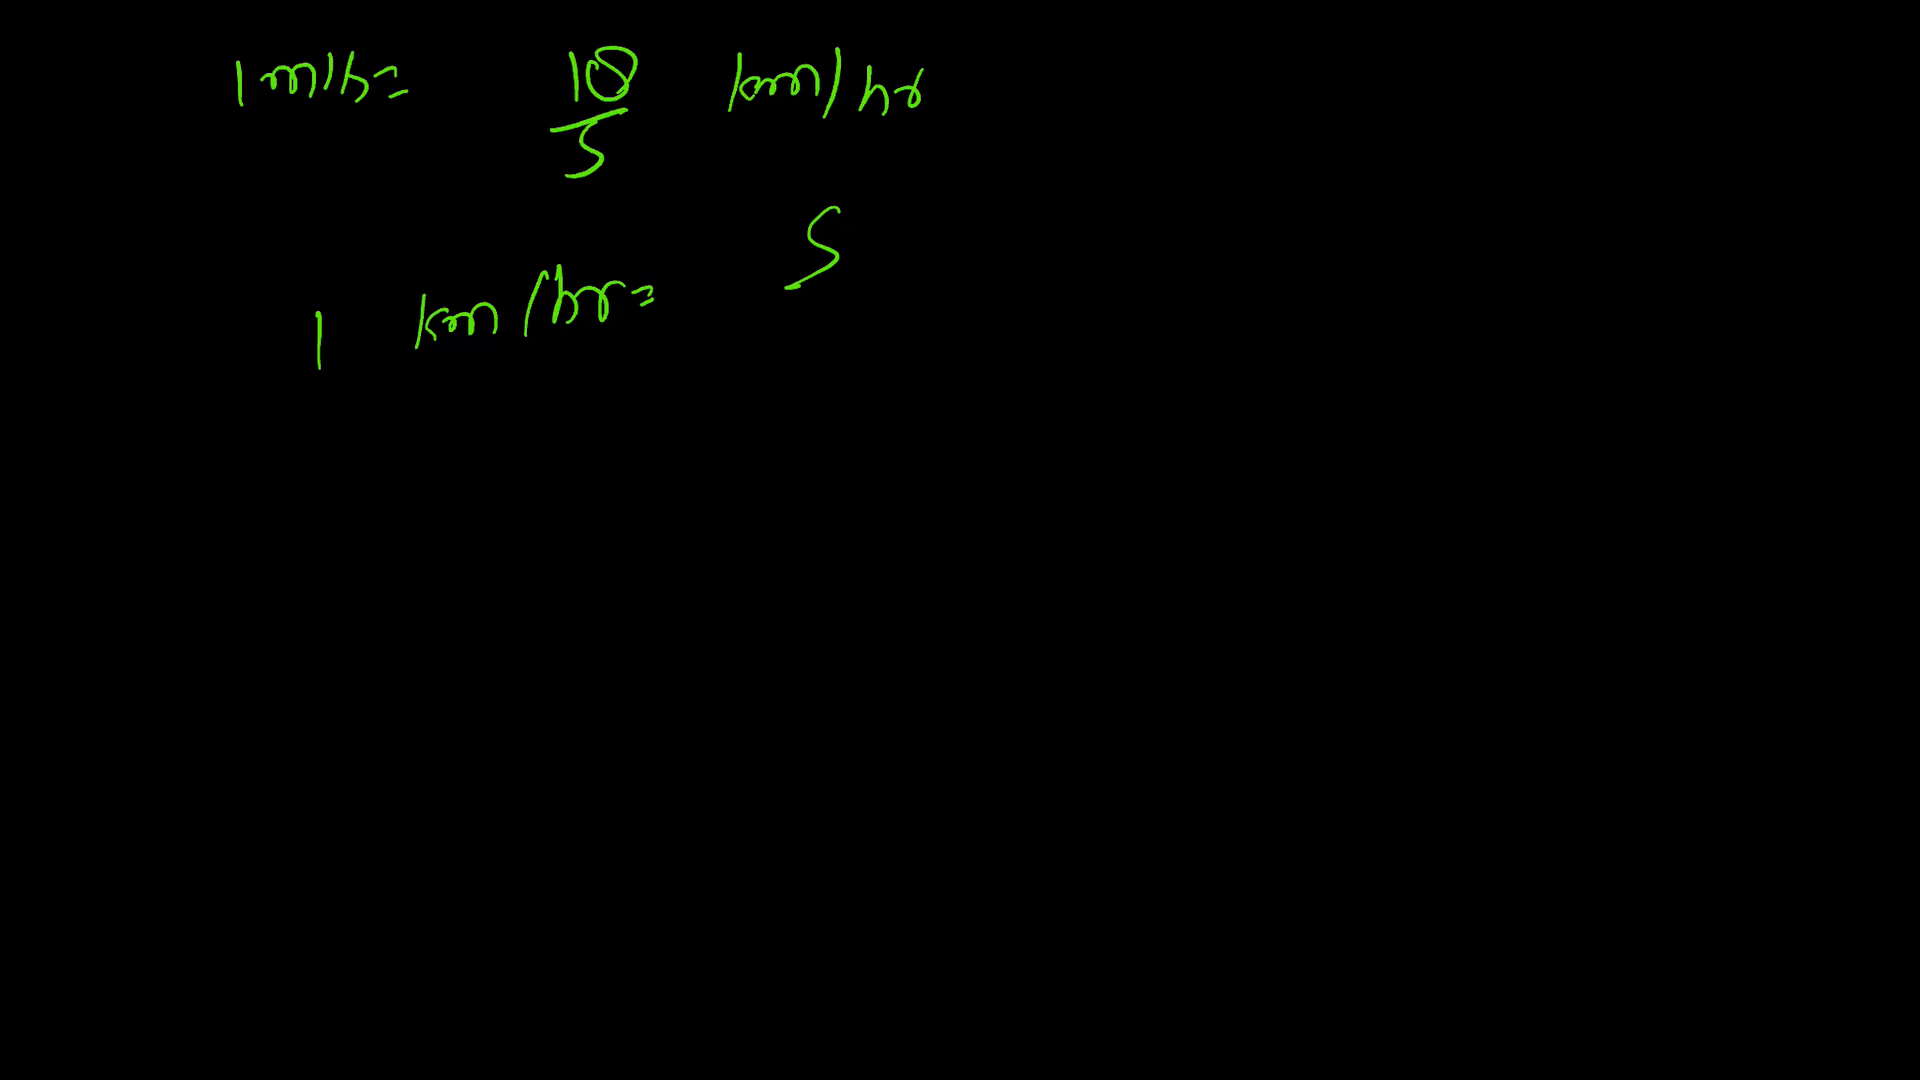 1 m/s = 18/5 km/hr
1 km/hr = 5